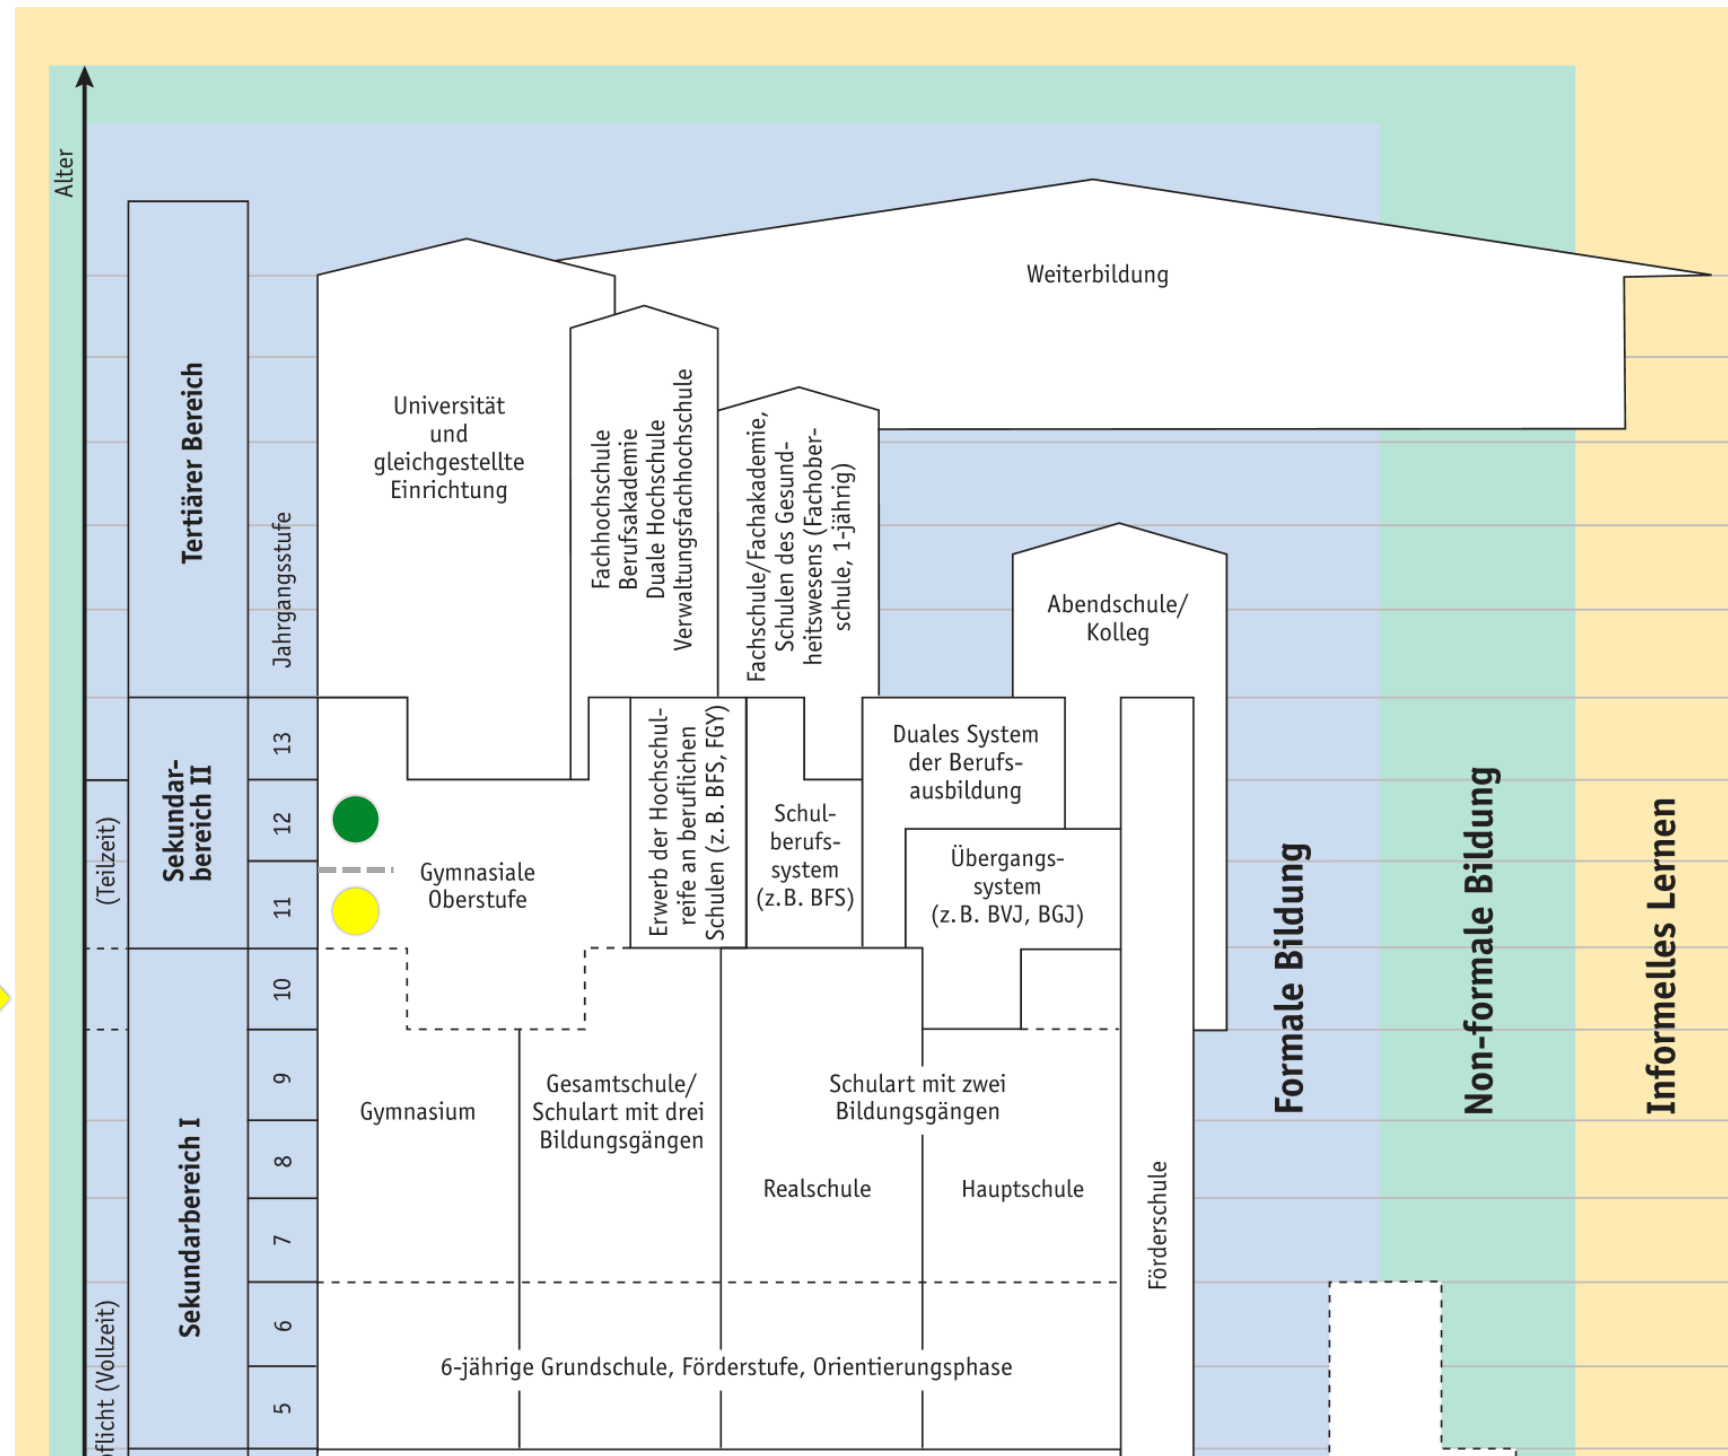 Alter
Weiterbildung
Universität
und
gleichgestellte
Einrichtung
Fachhochschule
Berufsakademie
Duale Hochschule
Verwaltungsfachhochschule
Fachschule/Fachakademie,
Schulen des Gesund-
heitswesens (Fachober-
schule, 1-jährig)
Tertiärer Bereich
Jahrgangsstufe
Abendschule/
Kolleg
13
12
11
10
9
8
7
6
5
Sekundar-
bereich II
(Teilzeit)
Gymnasiale
Oberstufe
Erwerb der Hochschul-
reife an beruflichen
Schulen (z.B. BFS, FGY)
Schul-
berufs-
system
(z.B. BFS)
Duales System
der Berufs-
ausbildung
Übergangs-
system
(z.B. BVJ, BGJ)
Formale Bildung
Non-formale Bildung
Informelles Lernen
Sekundarbereich I
Gymnasium
Gesamtschule/
Schulart mit drei
Bildungsgängen
Schulart mit zwei
Bildungsgängen
Realschule
Hauptschule
Förderschule
6-jährige Grundschule, Förderstufe, Orientierungsphase
(Vollzeit)